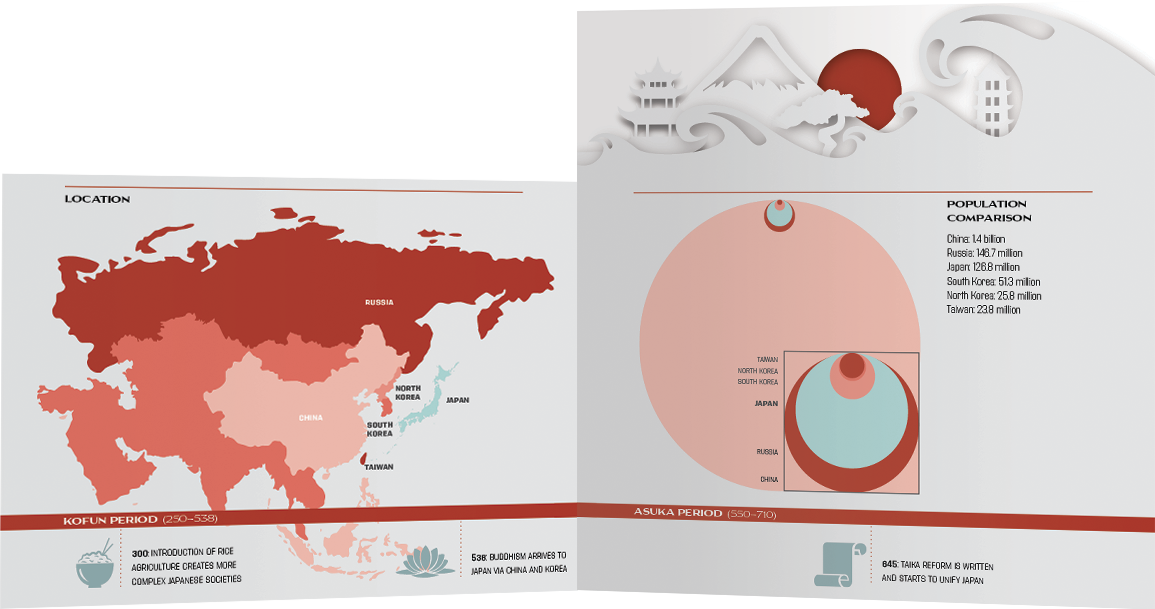 LOCATION
RUSSIA
CHINA
NORTH
KOREA
JAPAN
SOUTH
KOREA
TAIWAN
KOFUN PERIOD (250–538)
300: INTRODUCTION OF RICE
AGRICULTURE CREATES MORE
COMPLEX JAPANESE SOCIETIES
536: BUDDHISM ARRIVES TO
JAPAN VIA CHINA AND KOREA
POPULATION
COMPARISON
China: 1.4 billion
Russia: 146.7 million
Japan: 126.8 million
South Korea: 51.3 million
North Korea: 25.8 million
Taiwan: 23.8 million
TAIWAN
NORTH KOREA
SOUTH KOREA
JAPAN
RUSSIA
CHINA
ASUKA PERIOD (550–710)
645: TAIKA REFORM IS WRITTEN
AND STARTS TO UNIFY JAPAN